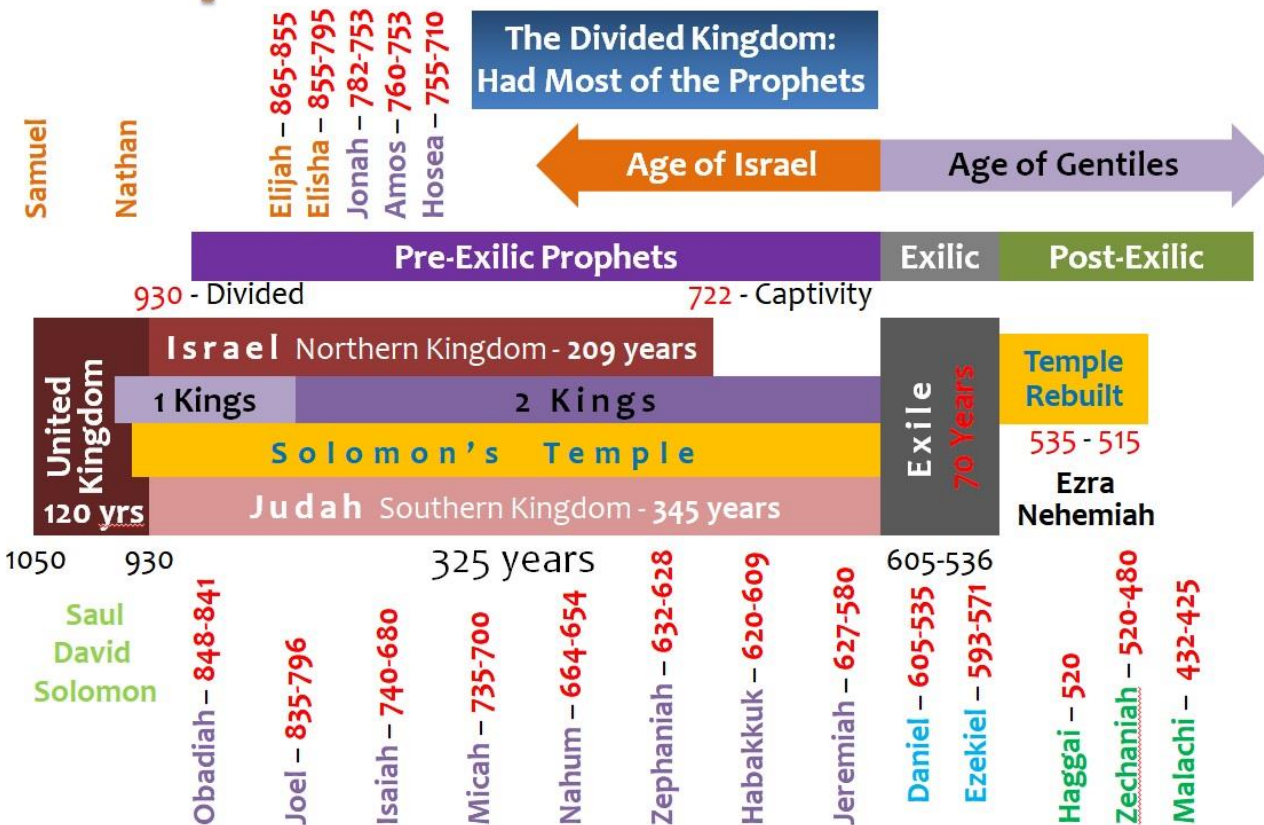 Samuel
Nathan
Elijah – 865-855
Elisha – 855-795
Jonah – 782-753
Amos – 760-753
Hosea – 755-710
The Divided Kingdom:
Had Most of the Prophets
Age of Israel
Age of Gentiles
Pre-Exilic Prophets
Exilic
Post-Exilic
930 - Divided
722 - Captivity
United
Kingdom
120 yrs
Israel Northern Kingdom - 209 years
1 Kings
2 Kings
Solomon's Temple
Judah Southern Kingdom - 345 years
Exile
70 Years
Temple
Rebuilt
535 - 515
Ezra
Nehemiah
1050
930
325 years
605-536
Saul
David
Solomon
Obadiah – 848-841
Joel – 835-796
Isaiah – 740-680
Micah – 735-700
Nahum – 664-654
Zephaniah – 632-628
Habakkuk – 620-609
Jeremiah – 627-580
Daniel – 605-535
Ezekiel – 593-571
Haggai – 520
Zechaniah – 520-480
Malachi – 432-425